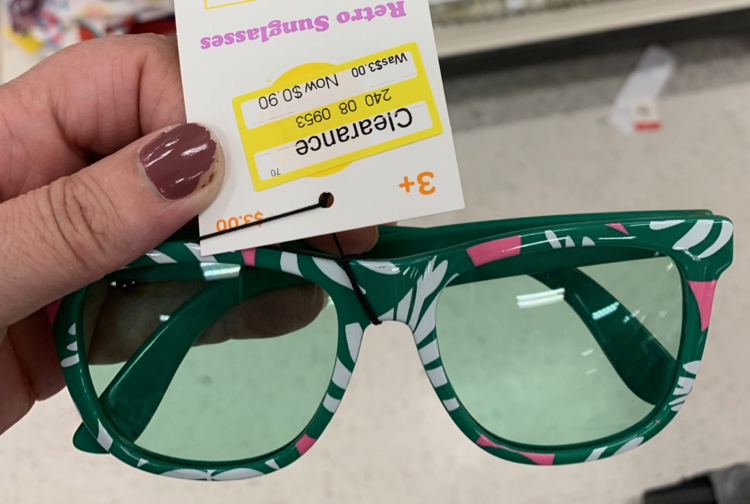 3+
$3.00
Clearance
70
240 08 0953
Was$3.00 Now $0.90
Retro Sunglasses